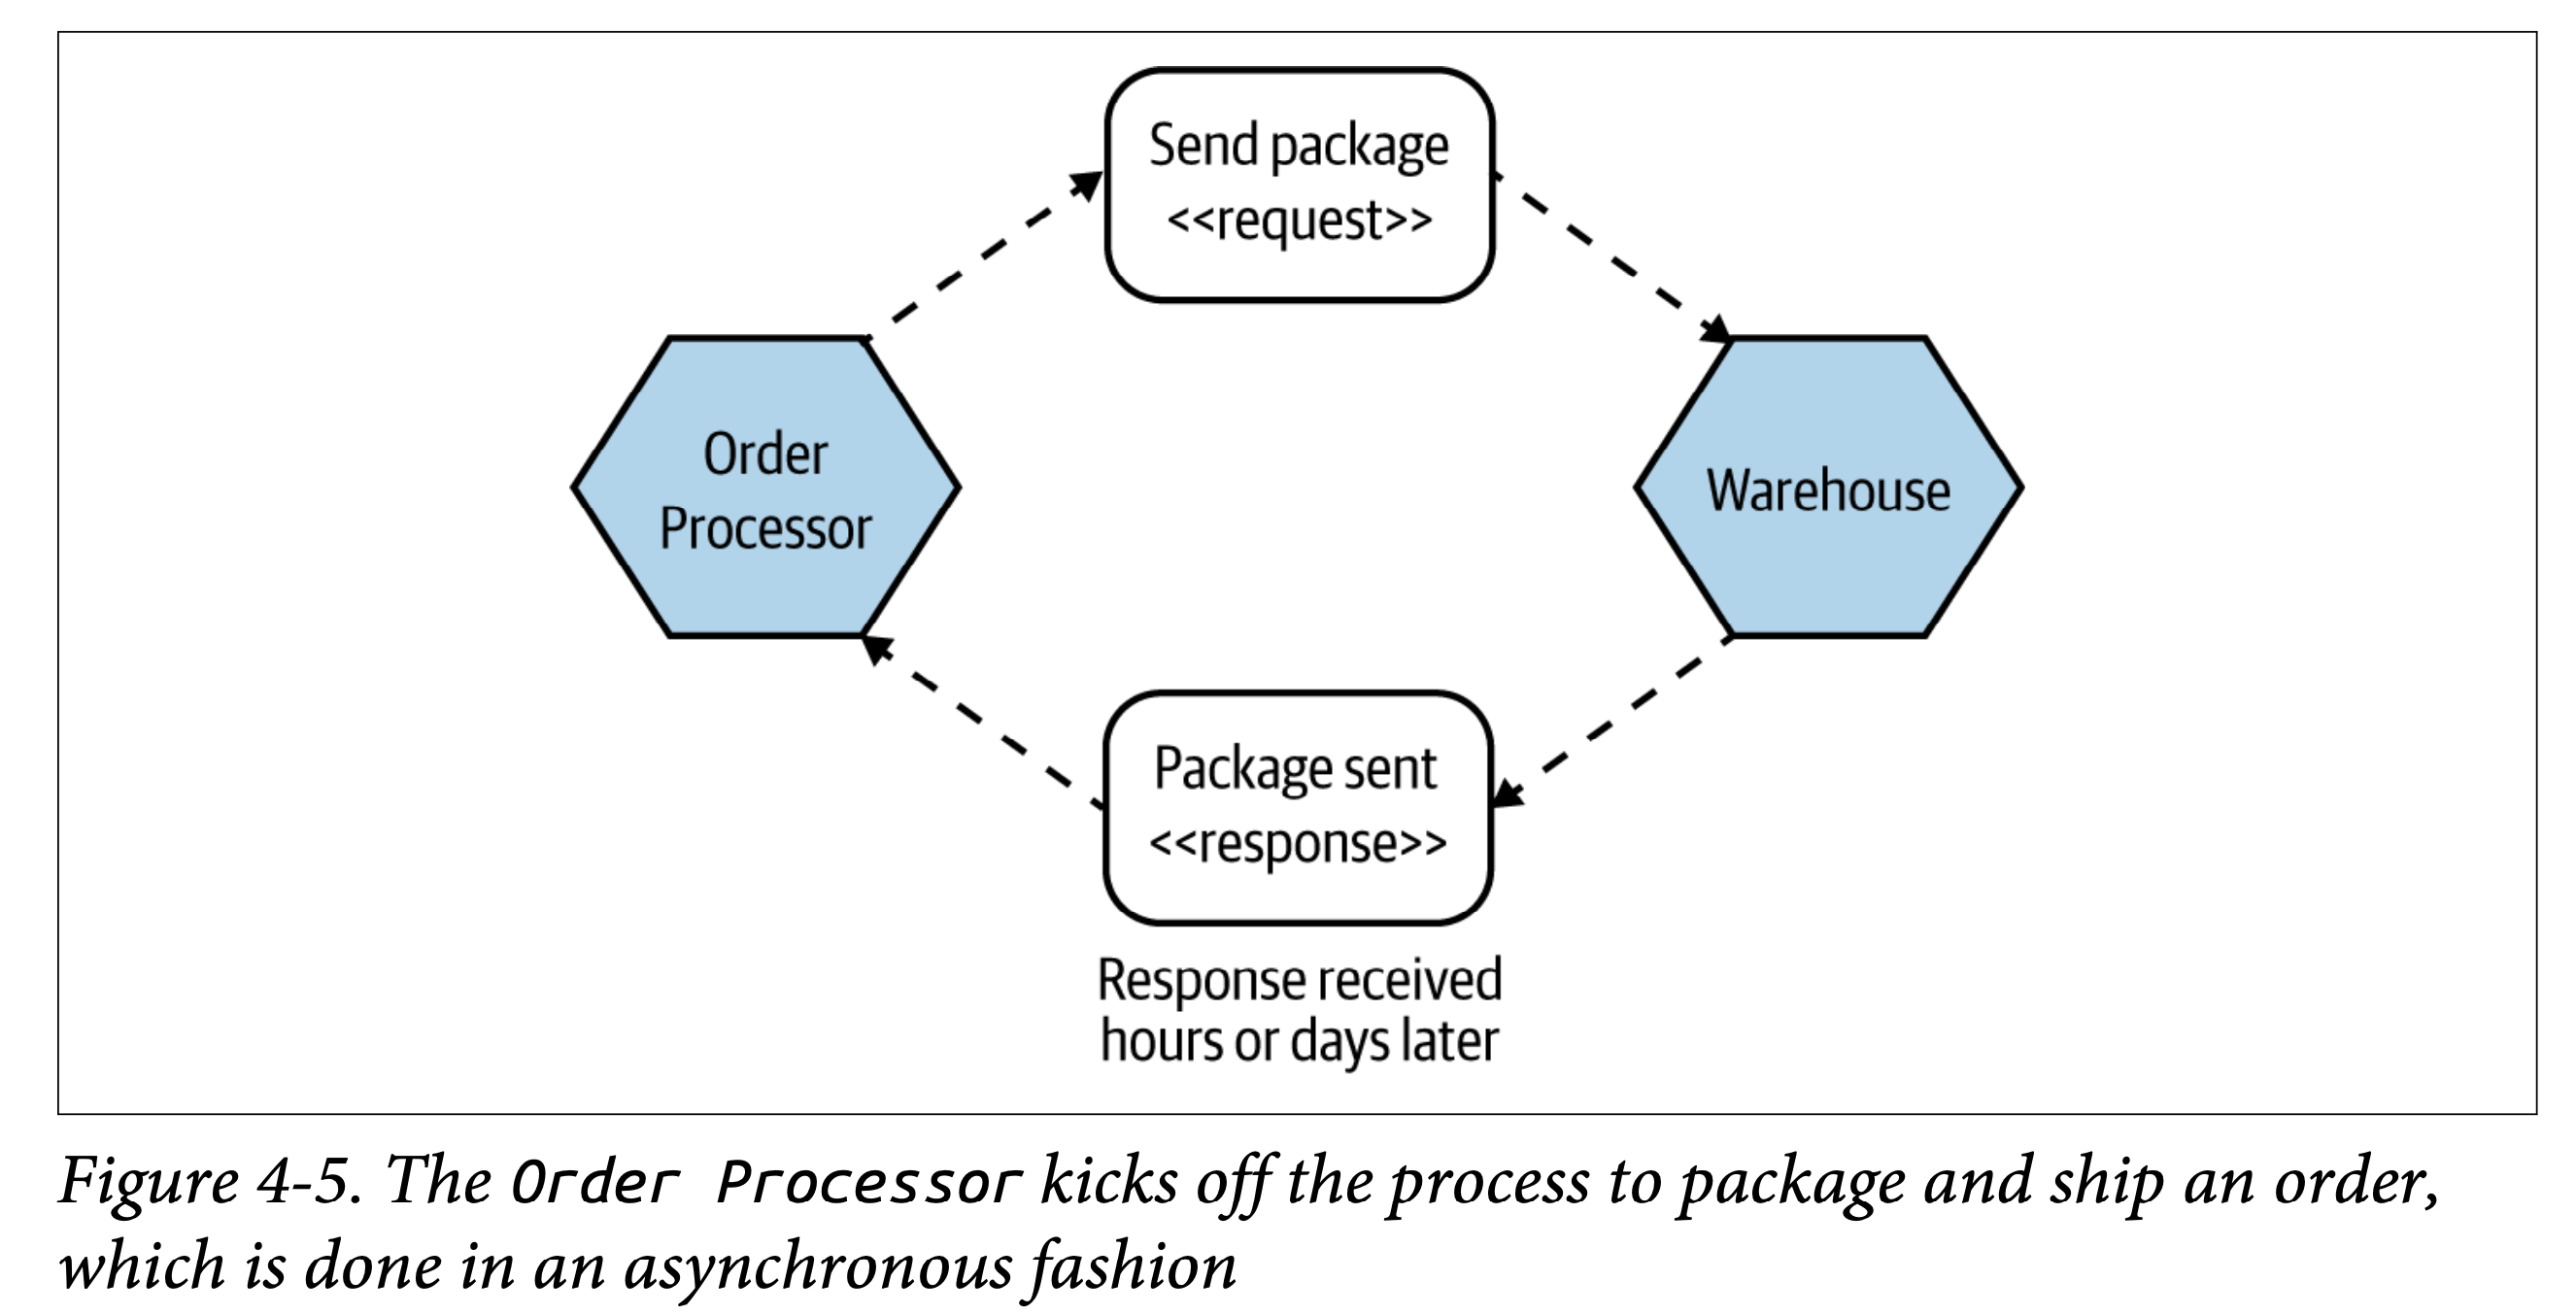 Send package
<<request>>
Order
Processor
Warehouse
Package sent
<<response>>
Response received
hours or days later
Figure 4-5. The Order Processor kicks off the process to package and ship an order,
which is done in an asynchronous fashion